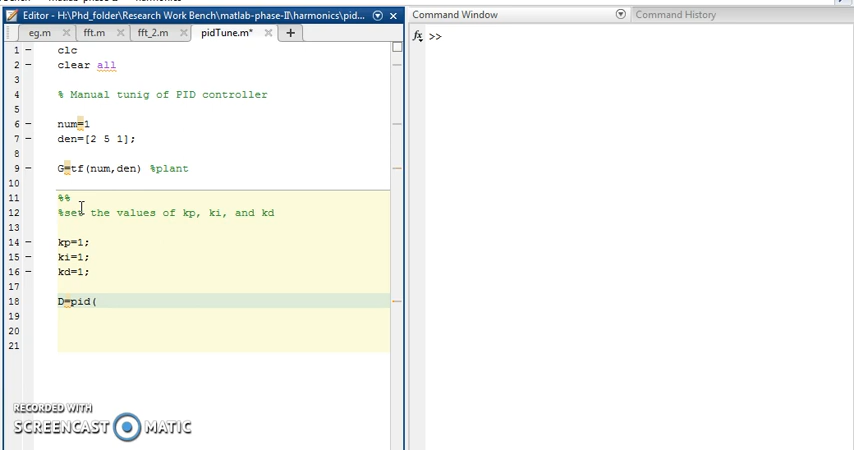 Editor - H:\Phd_folder\Research Work Bench\matlab-phase-II\harmonics\pid...
Command Window
Command History
eg.m
fft.m
fft_2.m
pidTune.m*
fx >>
1 clc
2 clear all
3
4 % Manual tunig of PID controller
5
6 num=1
7 den=[2 5 1];
8
9 G=tf(num,den) %plant
10
11 %%
12 %set the values of kp, ki, and kd
13
14 kp=1;
15 ki=1;
16 kd=1;
17
18 D=pid(
19
20
21
RECORDED WITH
SCREENCAST MATIC